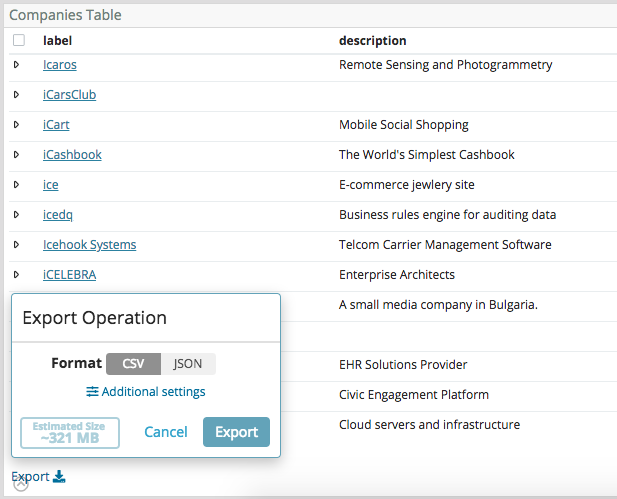 Companies Table
label description
Icaros Remote Sensing and Photogrammetry
iCarsClub
iCart Mobile Social Shopping
iCashbook The World's Simplest Cashbook
ice E-commerce jewlery site
icedq Business rules engine for auditing data
Icehook Systems Telcom Carrier Management Software
iCELEBRA Enterprise Architects
A small media company in Bulgaria.
Export Operation
Format CSV JSON
EHR Solutions Provider
Additional settings
Civic Engagement Platform
Estimated Size
~321 MB
Cancel Export
Cloud servers and infrastructure
Export